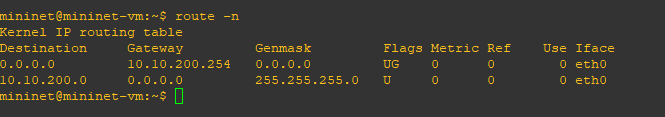 mininet@mininet-vm:~$ route -n
Kernel IP routing table
Destination     Gateway         Genmask         Flags Metric Ref    Use Iface
0.0.0.0         10.10.200.254   0.0.0.0         UG    0      0        0 eth0
10.10.200.0     0.0.0.0         255.255.255.0   U     0      0        0 eth0
mininet@mininet-vm:~$